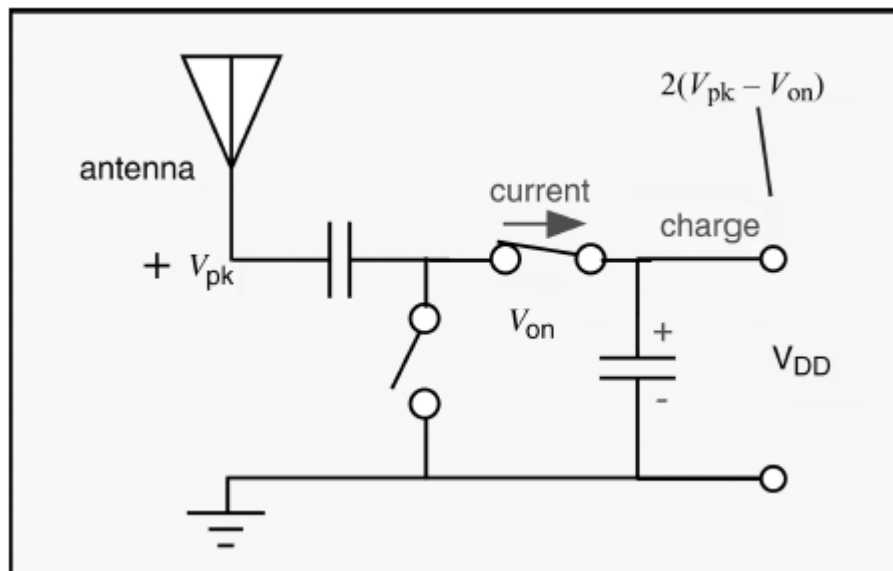 2(Vpk – Von)
antenna
current
charge
+ Vpk
Von
+
-
VDD